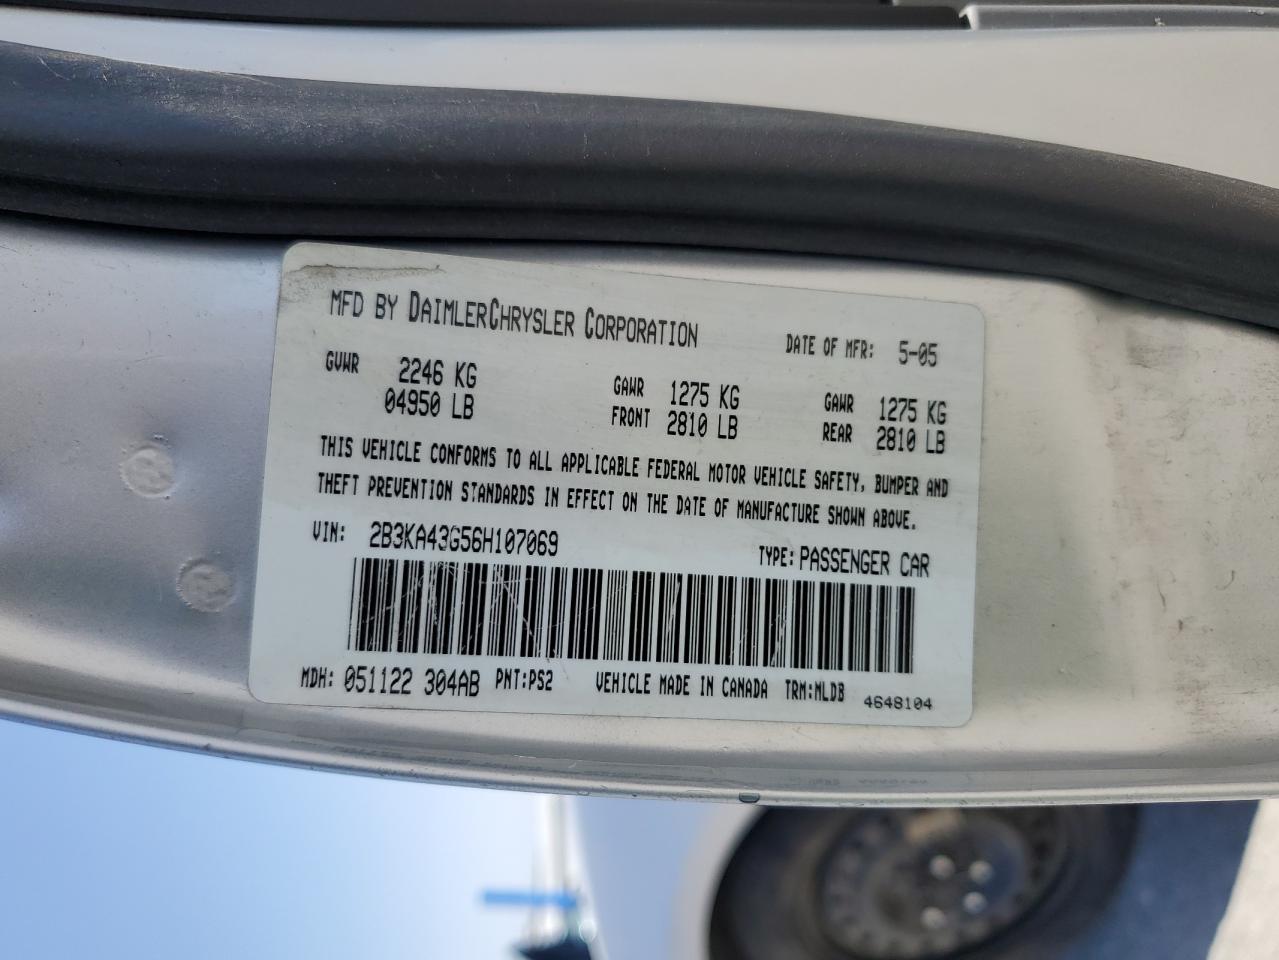 MFD BY DAIMLERCHRYSLER CORPORATION DATE OF MFR: 5-05
GVWR 2246 KG GAWR 1275 KG GAWR 1275 KG
04950 LB FRONT 2810 LB REAR 2810 LB
THIS VEHICLE CONFORMS TO ALL APPLICABLE FEDERAL MOTOR VEHICLE SAFETY, BUMPER AND
THEFT PREVENTION STANDARDS IN EFFECT ON THE DATE OF MANUFACTURE SHOWN ABOVE.
VIN: 2B3KA43G56H107069 TYPE: PASSENGER CAR
MDH: 051122 304AB PNT:PS2 VEHICLE MADE IN CANADA TRM:MLDB 4648104